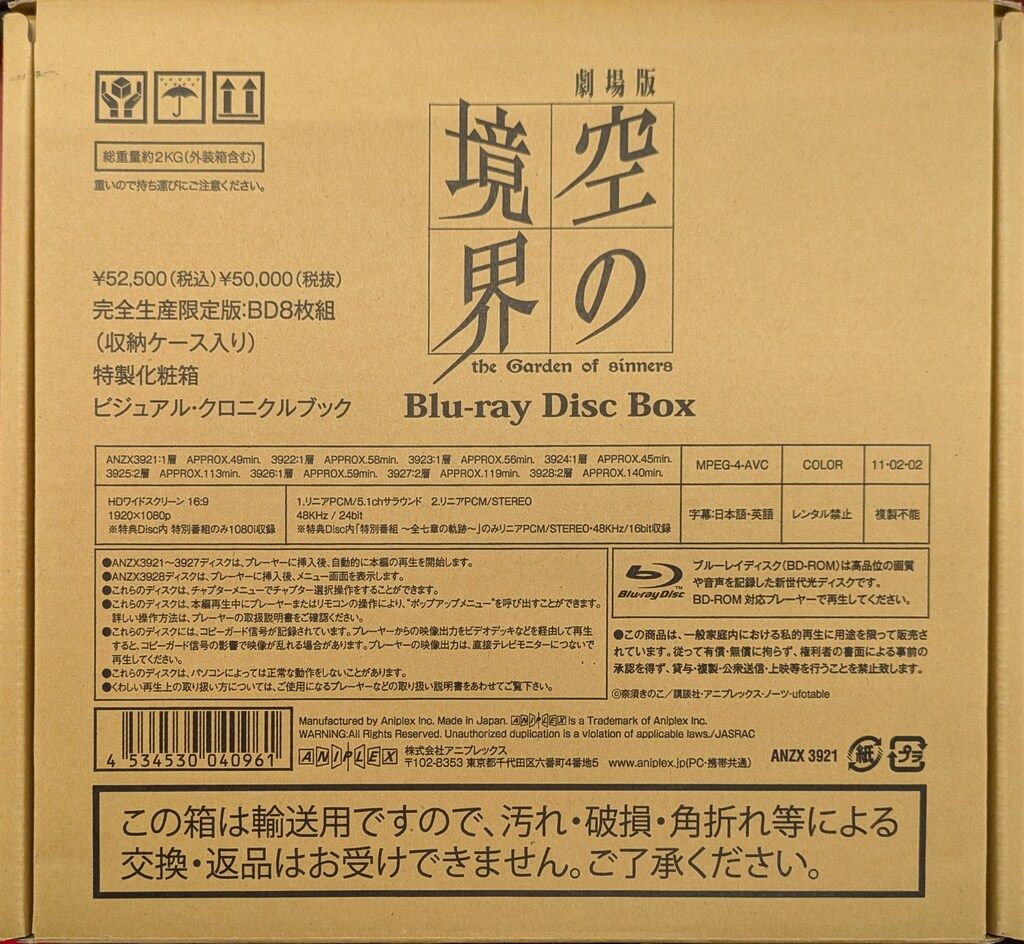 総重量約2KG(外装箱含む)
重いので持ち運びにご注意ください。
劇場版
空の
境界
the Garden of sinners
Blu-ray Disc Box
¥52,500(税込)¥50,000(税抜)
完全生産限定版:BD8枚組
(収納ケース入り)
特製化粧箱
ビジュアル・クロニクルブック
ANZX3921:1層 APPROX.49min. 3922:1層 APPROX.58min. 3923:1層 APPROX.56min. 3924:1層 APPROX.45min.
3925:2層 APPROX.113min. 3926:1層 APPROX.59min. 3927:2層 APPROX.119min. 3928:2層 APPROX.140min.
MPEG-4-AVC
COLOR
11・02・02
HDワイドスクリーン 16:9
1920×1080p
※特典Disc内 特別番組のみ1080i収録
1.リニアPCM/5.1chサラウンド 2.リニアPCM/STEREO
48KHz / 24bit
※特典Disc内「特別番組 ~全七章の軌跡~」のみリニアPCM/STEREO・48KHz/16bit収録
字幕:日本語・英語
レンタル禁止
複製不能
●ANZX3921~3927ディスクは、プレーヤーに挿入後、自動的に本編の再生を開始します。
●ANZX3928ディスクは、プレーヤーに挿入後、メニュー画面を表示します。
●これらのディスクは、チャプターメニューでチャプター選択操作をすることができます。
●これらのディスクは、本編再生中にプレーヤーまたはリモコンの操作により、"ポップアップメニュー"を呼び出すことができます。
詳しい操作方法は、プレーヤーの取扱説明書をご確認ください。
●これらのディスクには、コピーガード信号が記録されています。プレーヤーからの映像出力をビデオデッキなどを経由して再生
すると、コピーガード信号の影響で映像が乱れる場合があります。プレーヤーの映像出力は、直接テレビモニターにつないで
再生してください。
●これらのディスクは、パソコンによっては正常な動作をしないことがあります。
●くわしい再生上の取り扱い方については、ご使用になるプレーヤーなどの取り扱い説明書をあわせてご覧下さい。
Blu-ray Disc™
ブルーレイディスク(BD-ROM)は高品位の画質
や音声を記録した新世代光ディスクです。
BD-ROM 対応プレーヤーで再生してください。
●この商品は、一般家庭内における私的再生に用途を限って販売さ
れています。従って有償・無償に拘らず、権利者の書面による事前の
承認を得ず、貸与・複製・公衆送信・上映等を行うことを禁止致します。
©奈須きのこ/講談社・アニプレックス・ノーツ・ufotable
4 534530 040961
Manufactured by Aniplex Inc. Made in Japan. ANIPLEX is a Trademark of Aniplex Inc.
WARNING:All Rights Reserved. Unauthorized duplication is a violation of applicable laws./JASRAC
ANIPLEX
株式会社アニプレックス
〒102-8353 東京都千代田区六番町4番地5 www.aniplex.jp(PC・携帯共通)
ANZX 3921
紙
プラ
この箱は輸送用ですので、汚れ・破損・角折れ等による
交換・返品はお受けできません。ご了承ください。